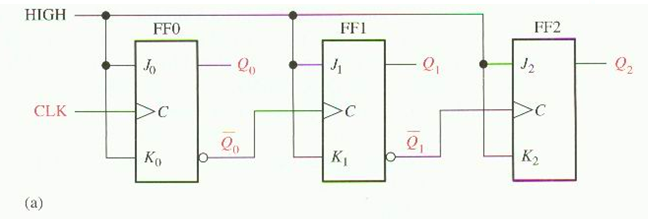 HIGH
FF0 FF1 FF2
J₀ Q₀ J₁ Q₁ J₂ Q₂
CLK C C C
Q̅₀ Q̅₁
K₀ K₁ K₂
(a)